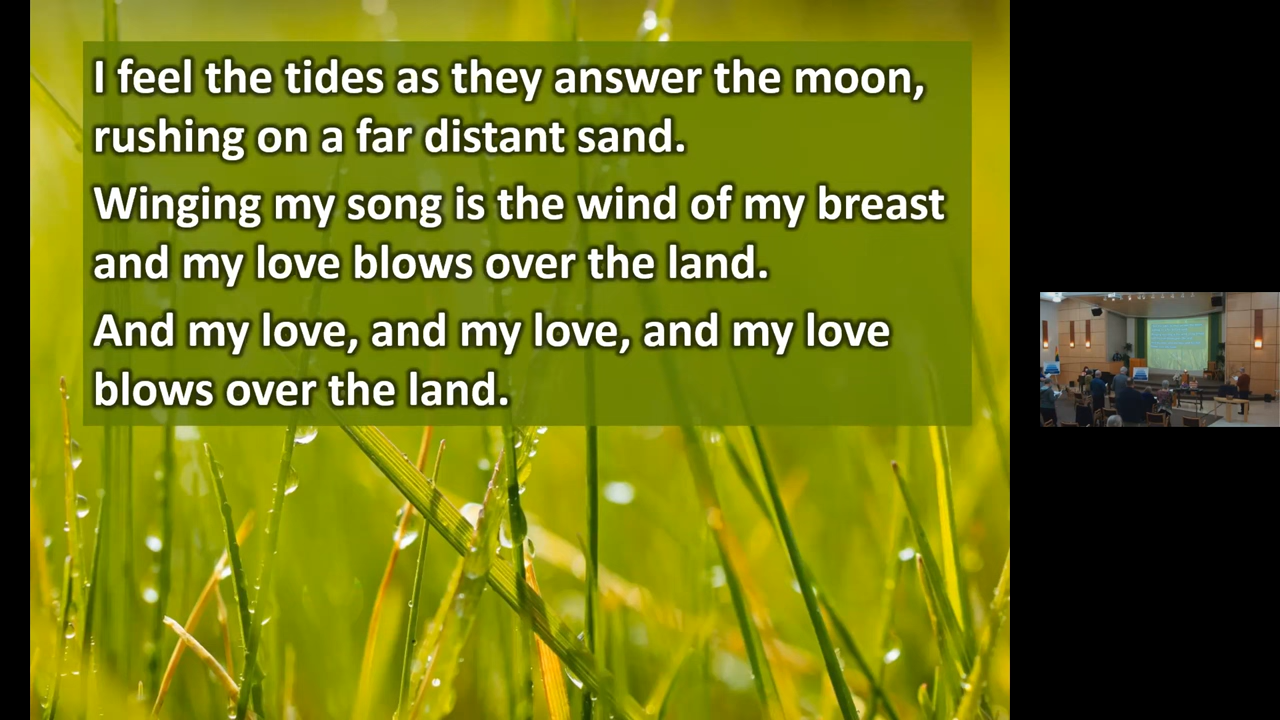 I feel the tides as they answer the moon,
rushing on a far distant sand.
Winging my song is the wind of my breast
and my love blows over the land.
And my love, and my love, and my love
blows over the land.